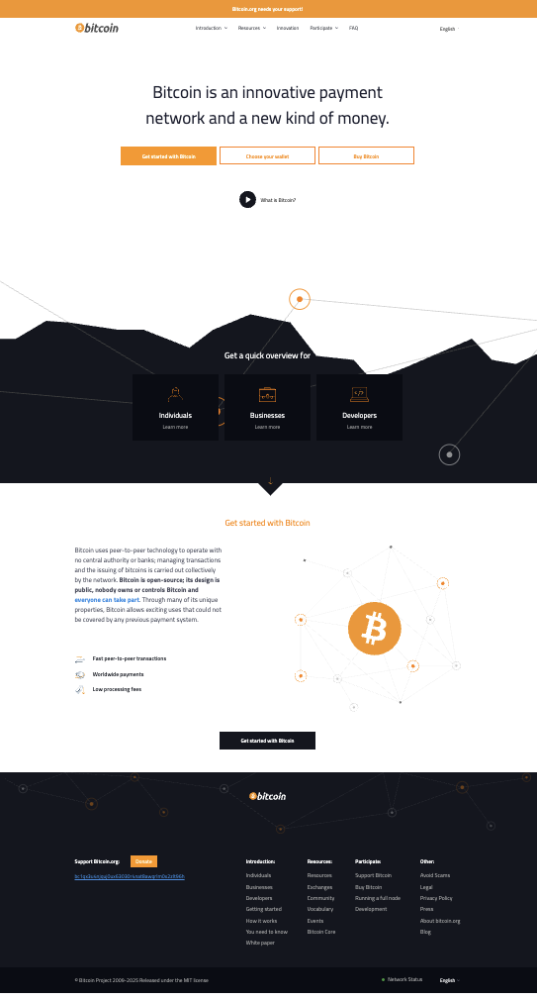 Bitcoin.org needs your support!
bitcoin
Introduction
Resources
Innovation
Participate
FAQ
English
Bitcoin is an innovative payment
network and a new kind of money.
Get started with Bitcoin
Choose your wallet
Buy Bitcoin
What is Bitcoin?
Get a quick overview for
Individuals
Learn more
Businesses
Learn more
Developers
Learn more
Get started with Bitcoin
Bitcoin uses peer-to-peer technology to operate with
no central authority or banks; managing transactions
and the issuing of bitcoins is carried out collectively
by the network. Bitcoin is open-source; its design is
public, nobody owns or controls Bitcoin and
everyone can take part. Through many of its unique
properties, Bitcoin allows exciting uses that could not
be covered by any previous payment system.
Fast peer-to-peer transactions
Worldwide payments
Low processing fees
Get started with Bitcoin
bitcoin
Support Bitcoin.org:
Donate
Introduction:
Individuals
Businesses
Developers
Getting started
How it works
You need to know
White paper
Resources:
Resources
Exchanges
Community
Vocabulary
Events
Bitcoin Core
Participate:
Support Bitcoin
Buy Bitcoin
Running a full node
Development
Other:
Avoid Scams
Legal
Privacy Policy
Press
About bitcoin.org
Blog
© Bitcoin Project 2009-2025 Released under the MIT license
Network Status
English